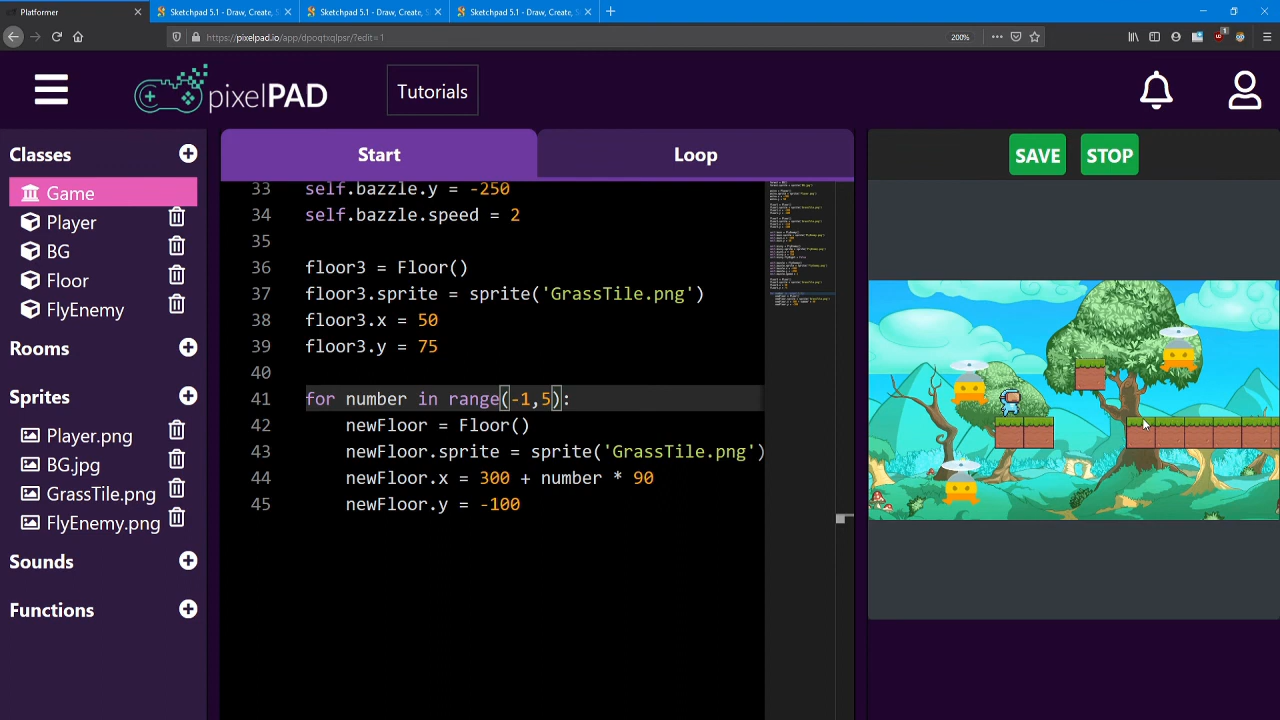 Platformer
Sketchpad 5.1 - Draw, Create, S
Sketchpad 5.1 - Draw, Create, S
Sketchpad 5.1 - Draw, Create, S
https://pixelpad.io/app/dpoqtxqlpsr/?edit=1
200%
pixelPAD
Tutorials
Classes
Game
Player
BG
Floor
FlyEnemy
Rooms
Sprites
Player.png
BG.jpg
GrassTile.png
FlyEnemy.png
Sounds
Functions
Start
Loop
33 self.bazzle.y = -250
34 self.bazzle.speed = 2
35
36 floor3 = Floor()
37 floor3.sprite = sprite('GrassTile.png')
38 floor3.x = 50
39 floor3.y = 75
40
41 for number in range(-1,5):
42 newFloor = Floor()
43 newFloor.sprite = sprite('GrassTile.png')
44 newFloor.x = 300 + number * 90
45 newFloor.y = -100
SAVE
STOP